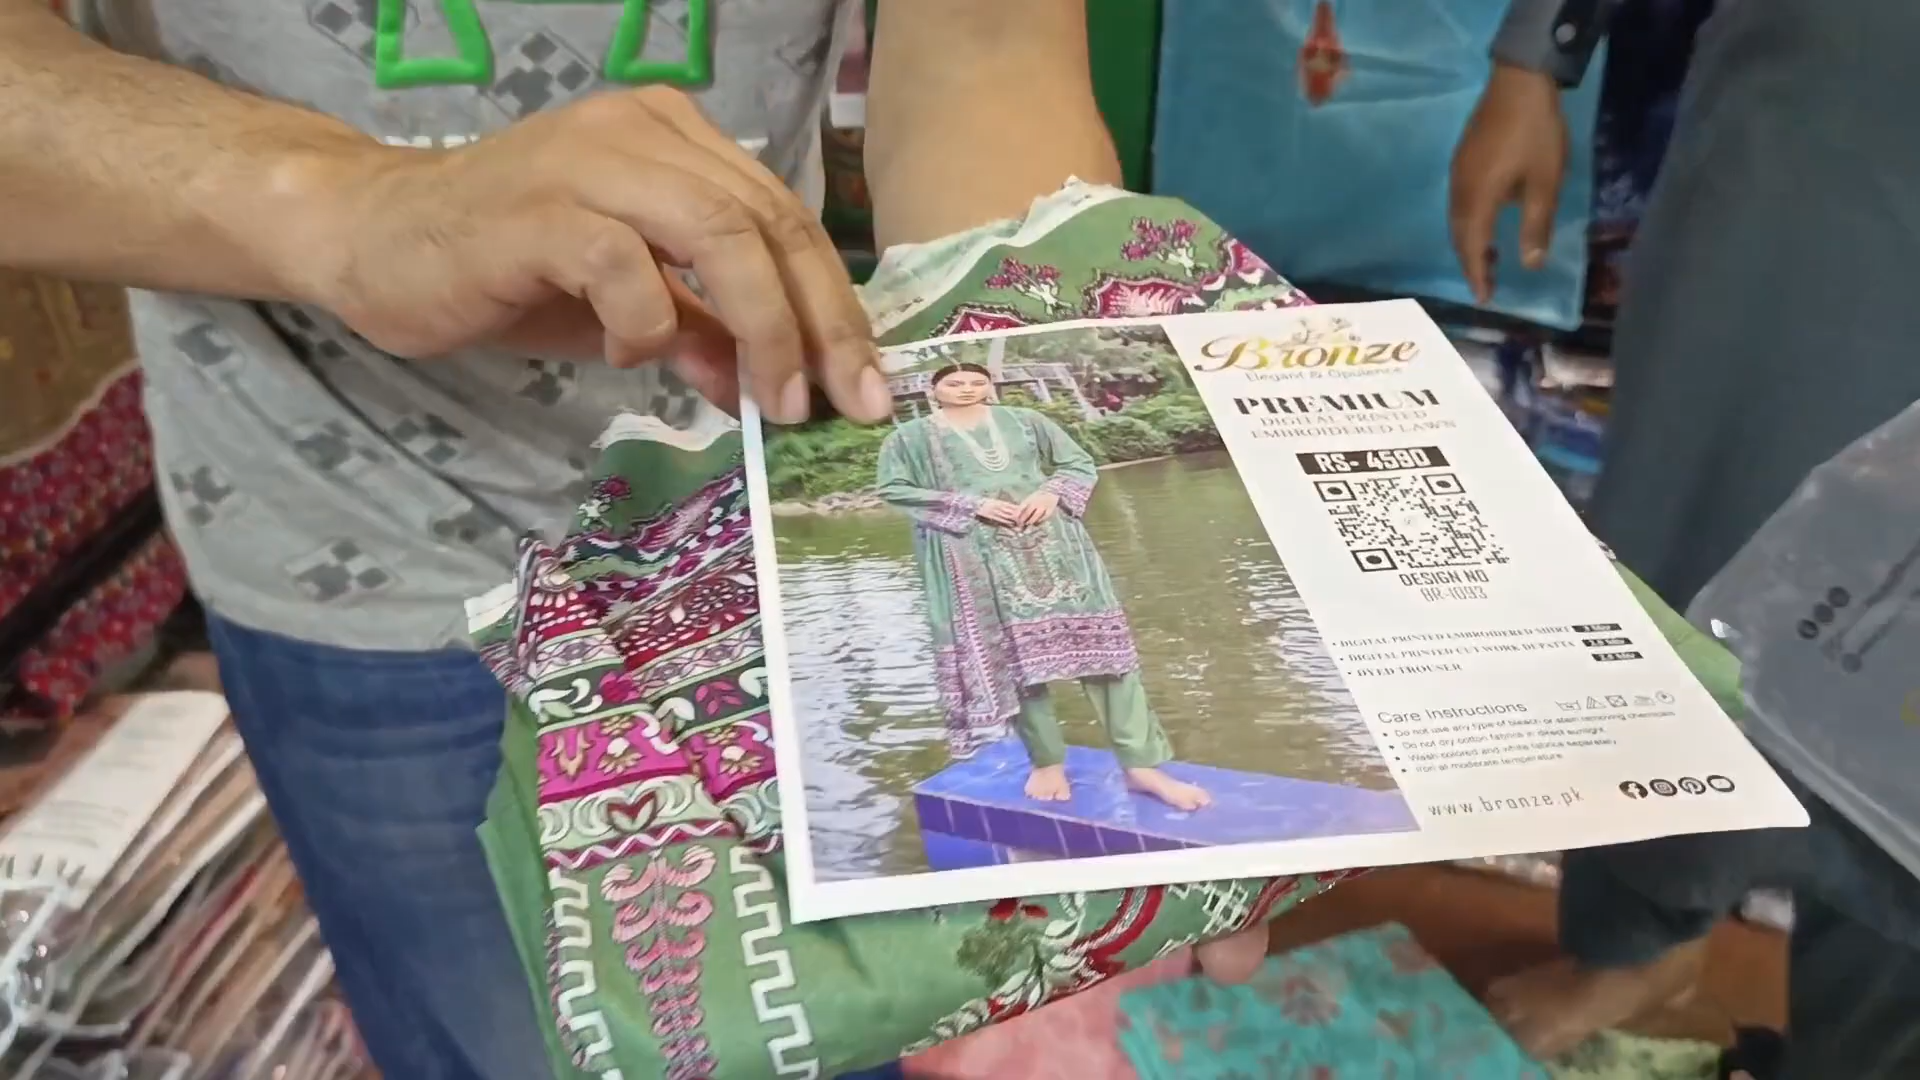 Bronze
Elegant & Opulence
PREMIUM
DIGITAL PRINTED
EMBROIDERED LAWN
RS- 4590
DESIGN NO
BR-1093
• DIGITAL PRINTED EMBROIDERED SHIRT
• DIGITAL PRINTED CUT WORK DUPATTA
• DYED TROUSER
Care Instructions
• Do not use any type of bleach or stain removing chemicals
• Do not dry cotton fabrics in direct sunlight
• Wash colored and white fabrics separately
• Iron at moderate temperature
www.bronze.pk